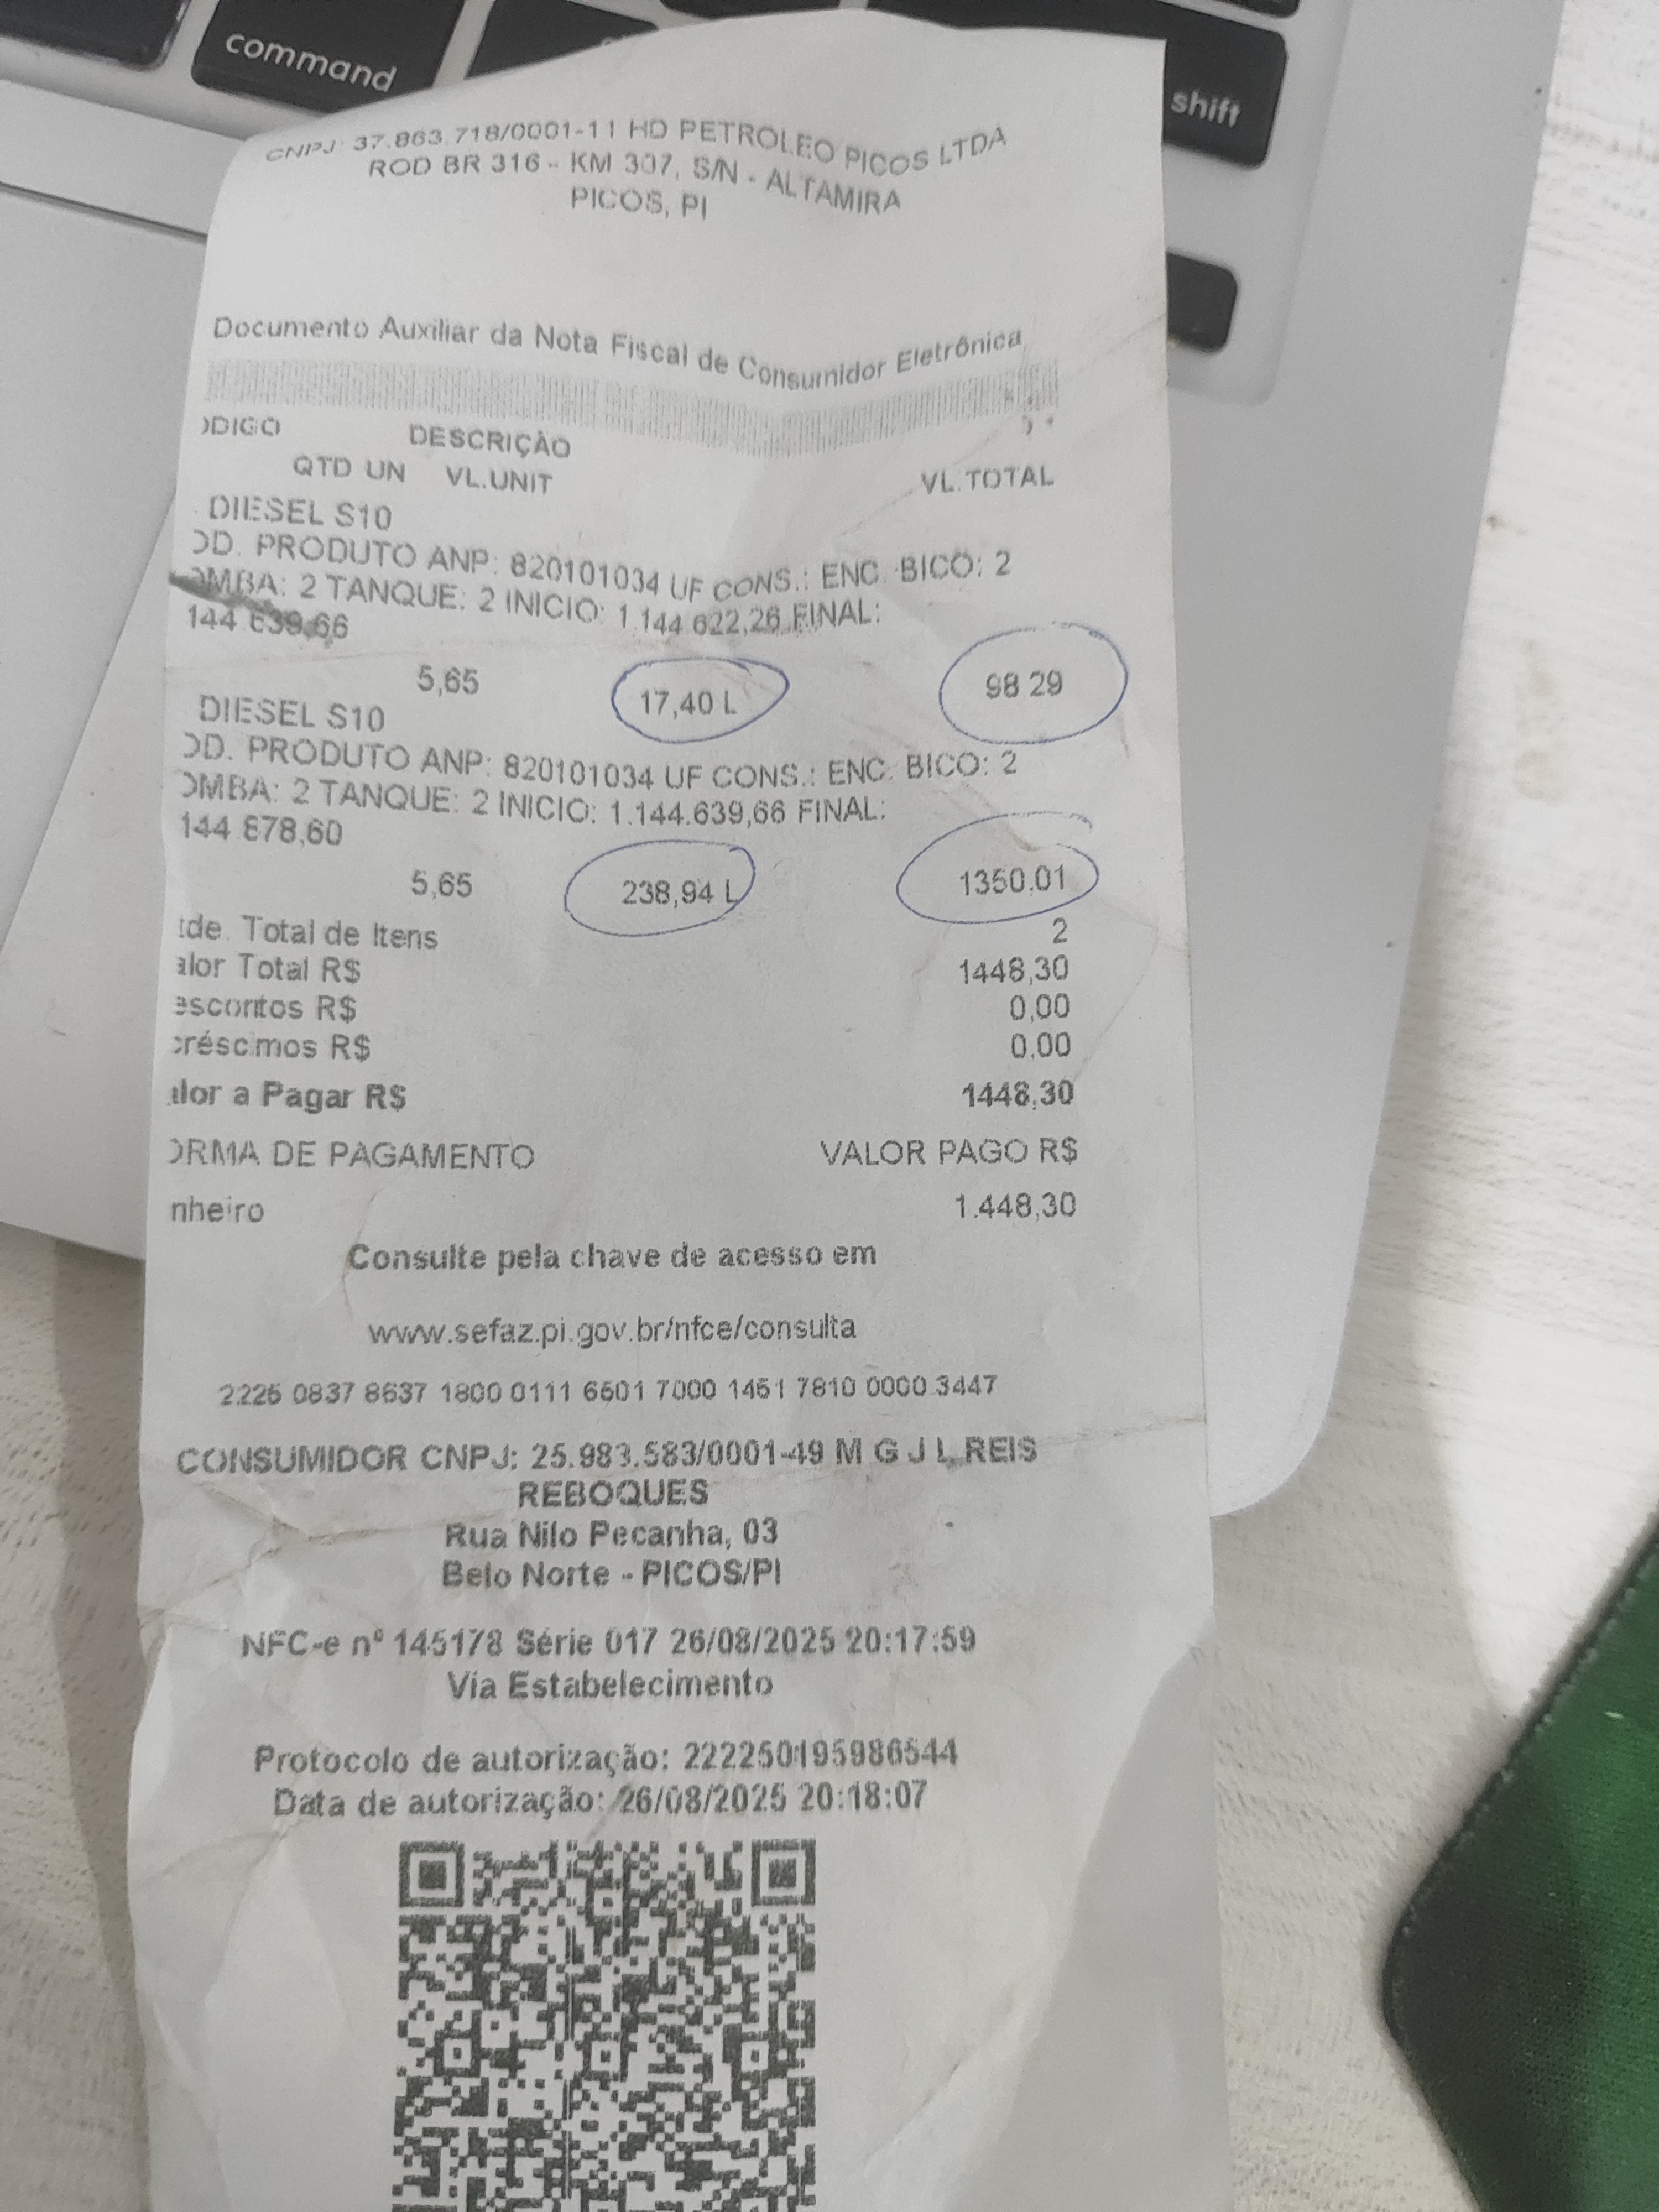 command
shift
CNPJ: 37.863.718/0001-11 HD PETROLEO PICOS LTDA
ROD BR 316 - KM 307, S/N - ALTAMIRA
PICOS, PI
Documento Auxiliar da Nota Fiscal de Consumidor Eletrônica
ODIGO DESCRIÇÃO
QTD UN VL.UNIT VL.TOTAL
DIESEL S10
OD. PRODUTO ANP: 820101034 UF CONS.: ENC. BICO: 2
OMBA: 2 TANQUE: 2 INICIO: 1.144.622,26 FINAL:
144.639,66
5,65 17,40 L 98.29
DIESEL S10
OD. PRODUTO ANP: 820101034 UF CONS.: ENC. BICO: 2
OMBA: 2 TANQUE: 2 INICIO: 1.144.639,66 FINAL:
144.878,60
5,65 238,94 L 1350.01
tde. Total de Itens 2
alor Total R$ 1448,30
escontos R$ 0,00
créscimos R$ 0,00
alor a Pagar R$ 1448,30
ORMA DE PAGAMENTO VALOR PAGO R$
nheiro 1.448,30
Consulte pela chave de acesso em
www.sefaz.pi.gov.br/nfce/consulta
2225 0837 8637 1800 0111 6501 7000 1451 7810 0000 3447
CONSUMIDOR CNPJ: 25.983.583/0001-49 M G J L REIS
REBOQUES
Rua Nilo Pecanha, 03
Belo Norte - PICOS/PI
NFC-e nº 145178 Série 017 26/08/2025 20:17:59
Via Estabelecimento
Protocolo de autorização: 222250195986544
Data de autorização: 26/08/2025 20:18:07